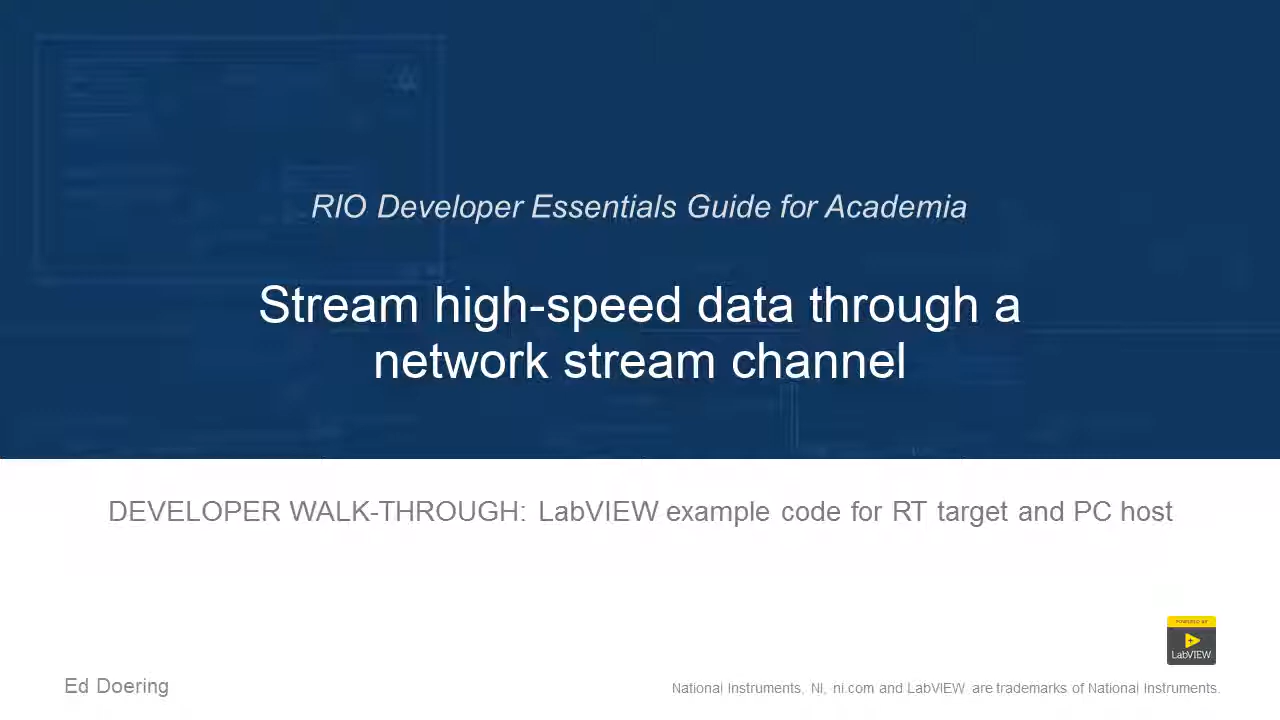 RIO Developer Essentials Guide for Academia
Stream high-speed data through a
network stream channel
DEVELOPER WALK-THROUGH: LabVIEW example code for RT target and PC host
POWERED BY
LabVIEW
Ed Doering
National Instruments, NI, ni.com and LabVIEW are trademarks of National Instruments.